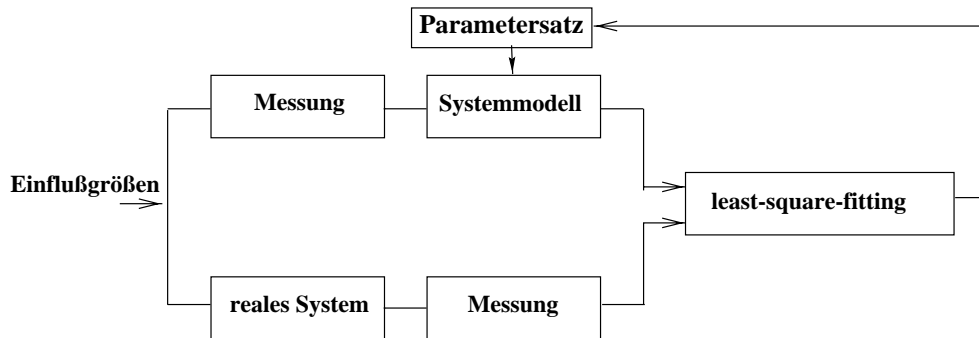 Parametersatz
Messung
Systemmodell
Einflußgrößen
least-square-fitting
reales System
Messung